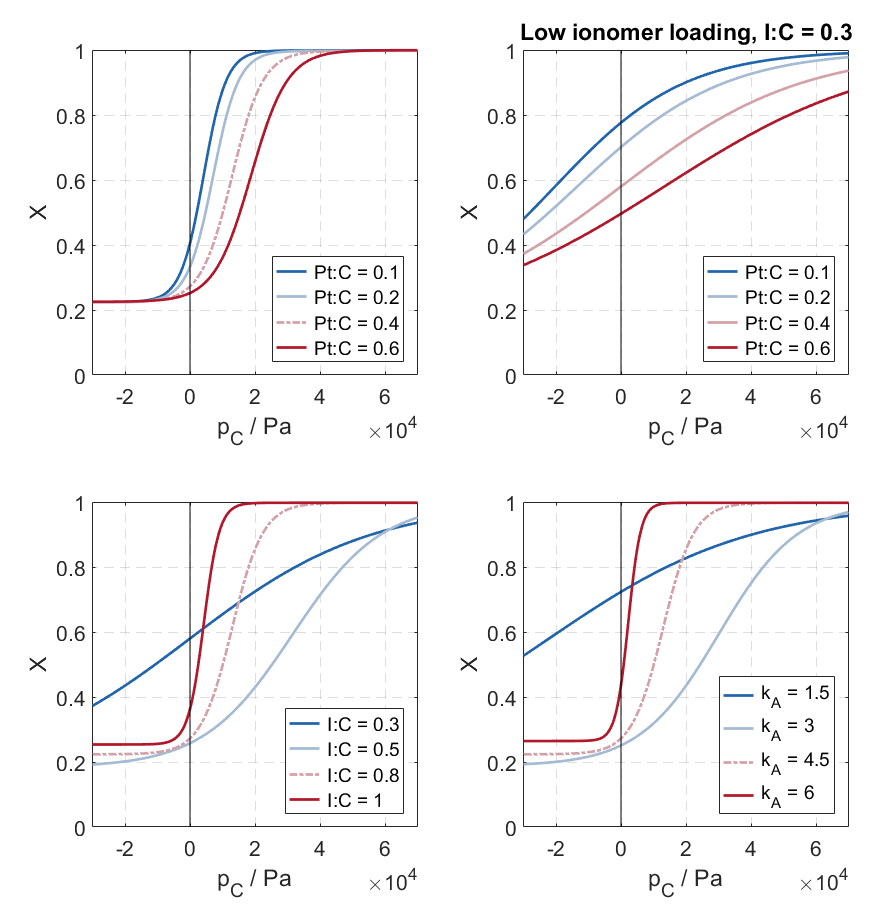 1
0.8
0.6
0.4
0.2
0
X
-2 0 2 4 6
p_C / Pa
×10^4
Pt:C = 0.1
Pt:C = 0.2
Pt:C = 0.4
Pt:C = 0.6
Low ionomer loading, I:C = 0.3
1
0.8
0.6
0.4
0.2
0
X
-2 0 2 4 6
p_C / Pa
×10^4
Pt:C = 0.1
Pt:C = 0.2
Pt:C = 0.4
Pt:C = 0.6
1
0.8
0.6
0.4
0.2
0
X
-2 0 2 4 6
p_C / Pa
×10^4
I:C = 0.3
I:C = 0.5
I:C = 0.8
I:C = 1
1
0.8
0.6
0.4
0.2
0
X
-2 0 2 4 6
p_C / Pa
×10^4
k_A = 1.5
k_A = 3
k_A = 4.5
k_A = 6